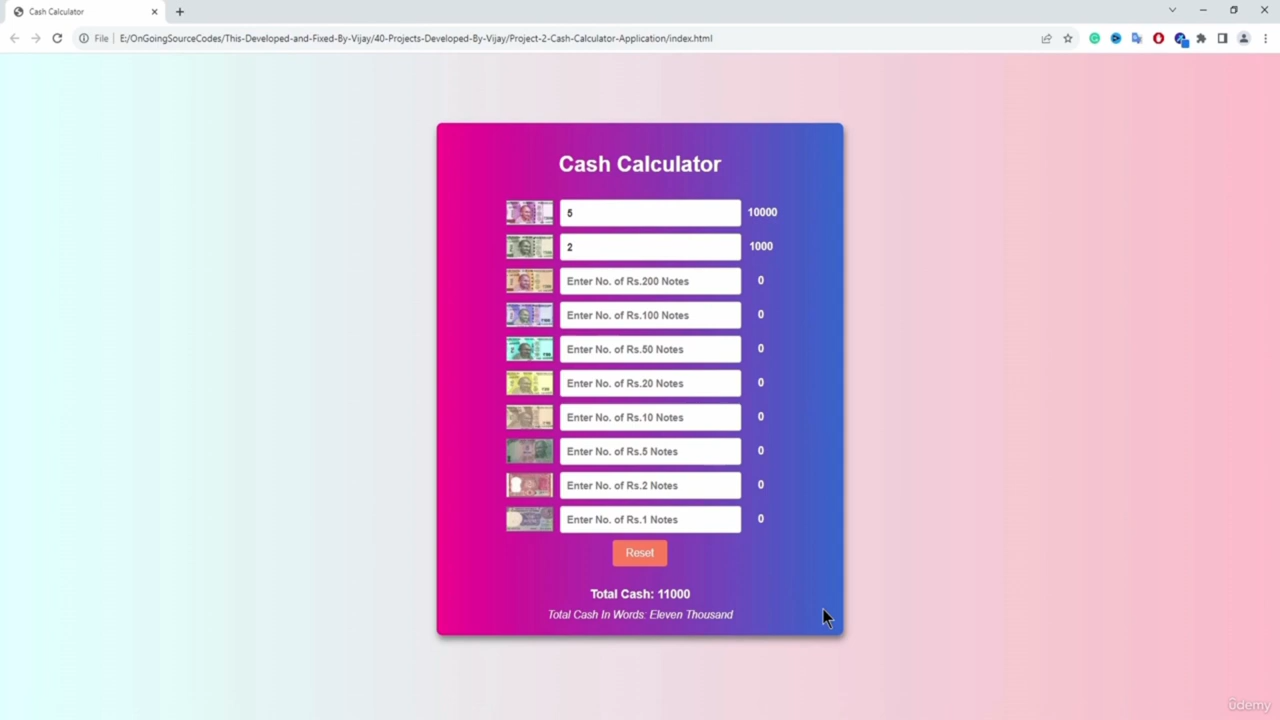 Cash Calculator
File E:/OnGoingSourceCodes/This-Developed-and-Fixed-By-Vijay/40-Projects-Developed-By-Vijay/Project-2-Cash-Calculator-Application/index.html
Cash Calculator
5 10000
2 1000
Enter No. of Rs.200 Notes 0
Enter No. of Rs.100 Notes 0
Enter No. of Rs.50 Notes 0
Enter No. of Rs.20 Notes 0
Enter No. of Rs.10 Notes 0
Enter No. of Rs.5 Notes 0
Enter No. of Rs.2 Notes 0
Enter No. of Rs.1 Notes 0
Reset
Total Cash: 11000
Total Cash In Words: Eleven Thousand
ûdemy